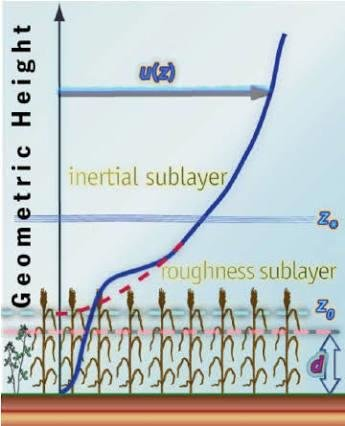 Geometric Height
u(z)
inertial sublayer
z*
roughness sublayer
z₀
d